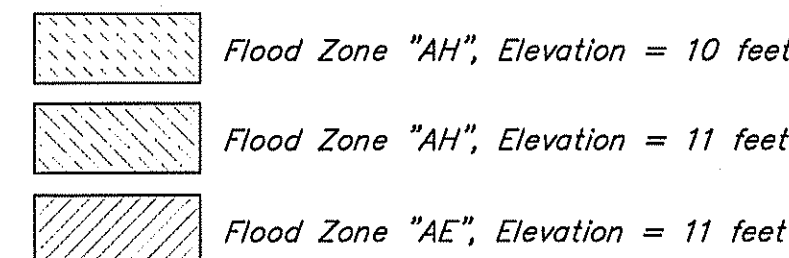 Flood Zone "AH", Elevation = 10 feet
Flood Zone "AH", Elevation = 11 feet
Flood Zone "AE", Elevation = 11 feet